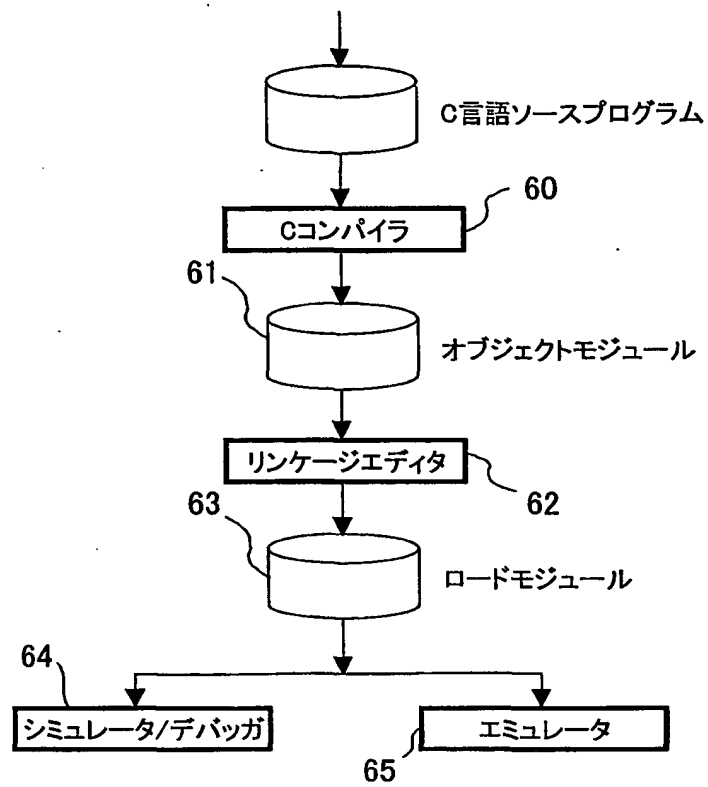 C言語ソースプログラム
60
Cコンパイラ
61
オブジェクトモジュール
リンケージエディタ
62
63
ロードモジュール
64
シミュレータ/デバッガ
エミュレータ
65